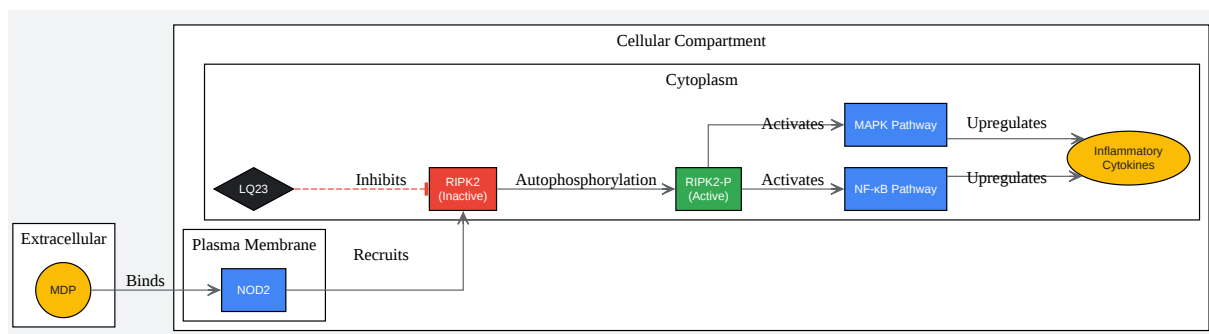 Cellular Compartment
Cytoplasm
Activates
MAPK Pathway
Upregulates
Inflammatory
Cytokines
LQ23
Inhibits
RIPK2
(Inactive)
Autophosphorylation
RIPK2-P
(Active)
Activates
NF-κB Pathway
Upregulates
Extracellular
MDP
Binds
Plasma Membrane
NOD2
Recruits